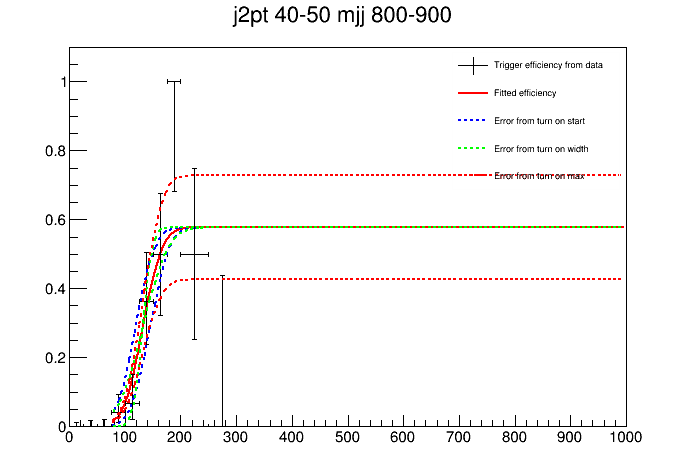 j2pt 40-50 mjj 800-900
Trigger efficiency from data
Fitted efficiency
Error from turn on start
Error from turn on width
Error from turn on max
1
0.8
0.6
0.4
0.2
0
0 100 200 300 400 500 600 700 800 900 1000